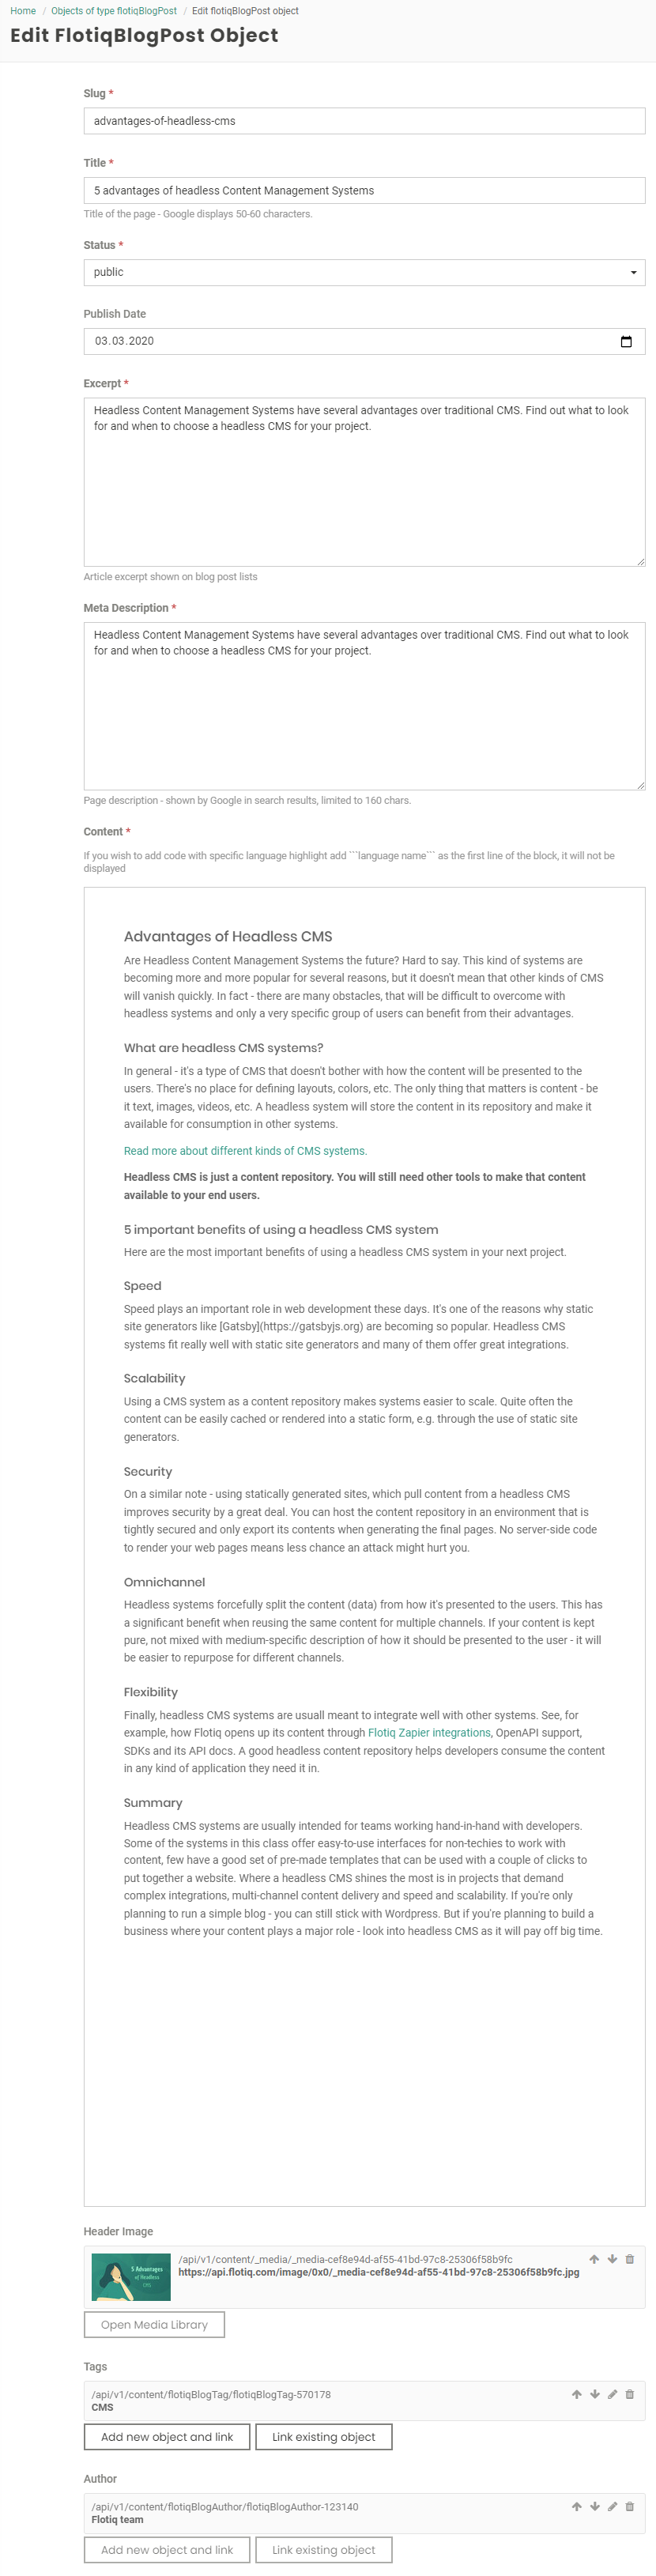 Home / Objects of type flotiqBlogPost / Edit flotiqBlogPost object
Edit FlotiqBlogPost Object
Slug *
advantages-of-headless-cms
Title *
5 advantages of headless Content Management Systems
Title of the page - Google displays 50-60 characters.
Status *
public
Publish Date
03.03.2020
Excerpt *
Headless Content Management Systems have several advantages over traditional CMS. Find out what to look
for and when to choose a headless CMS for your project.
Article excerpt shown on blog post lists
Meta Description *
Headless Content Management Systems have several advantages over traditional CMS. Find out what to look
for and when to choose a headless CMS for your project.
Page description - shown by Google in search results, limited to 160 chars.
Content *
If you wish to add code with specific language highlight add ```language name``` as the first line of the block, it will not be
displayed
Advantages of Headless CMS
Are Headless Content Management Systems the future? Hard to say. This kind of systems are
becoming more and more popular for several reasons, but it doesn't mean that other kinds of CMS
will vanish quickly. In fact - there are many obstacles, that will be difficult to overcome with
headless systems and only a very specific group of users can benefit from their advantages.
What are headless CMS systems?
In general - it's a type of CMS that doesn't bother with how the content will be presented to the
users. There's no place for defining layouts, colors, etc. The only thing that matters is content - be
it text, images, videos, etc. A headless system will store the content in its repository and make it
available for consumption in other systems.
Read more about different kinds of CMS systems.
Headless CMS is just a content repository. You will still need other tools to make that content
available to your end users.
5 important benefits of using a headless CMS system
Here are the most important benefits of using a headless CMS system in your next project.
Speed
Speed plays an important role in web development these days. It's one of the reasons why static
site generators like [Gatsby](https://gatsbyjs.org) are becoming so popular. Headless CMS
systems fit really well with static site generators and many of them offer great integrations.
Scalability
Using a CMS system as a content repository makes systems easier to scale. Quite often the
content can be easily cached or rendered into a static form, e.g. through the use of static site
generators.
Security
On a similar note - using statically generated sites, which pull content from a headless CMS
improves security by a great deal. You can host the content repository in an environment that is
tightly secured and only export its contents when generating the final pages. No server-side code
to render your web pages means less chance an attack might hurt you.
Omnichannel
Headless systems forcefully split the content (data) from how it's presented to the users. This has
a significant benefit when reusing the same content for multiple channels. If your content is kept
pure, not mixed with medium-specific description of how it should be presented to the user - it will
be easier to repurpose for different channels.
Flexibility
Finally, headless CMS systems are usuall meant to integrate well with other systems. See, for
example, how Flotiq opens up its content through Flotiq Zapier integrations, OpenAPI support,
SDKs and its API docs. A good headless content repository helps developers consume the content
in any kind of application they need it in.
Summary
Headless CMS systems are usually intended for teams working hand-in-hand with developers.
Some of the systems in this class offer easy-to-use interfaces for non-techies to work with
content, few have a good set of pre-made templates that can be used with a couple of clicks to
put together a website. Where a headless CMS shines the most is in projects that demand
complex integrations, multi-channel content delivery and speed and scalability. If you're only
planning to run a simple blog - you can still stick with Wordpress. But if you're planning to build a
business where your content plays a major role - look into headless CMS as it will pay off big time.
Header Image
5 Advantages
of Headless
CMS
/api/v1/content/_media/_media-cef8e94d-af55-41bd-97c8-25306f58b9fc
https://api.flotiq.com/image/0x0/_media-cef8e94d-af55-41bd-97c8-25306f58b9fc.jpg
Open Media Library
Tags
/api/v1/content/flotiqBlogTag/flotiqBlogTag-570178
CMS
Add new object and link Link existing object
Author
/api/v1/content/flotiqBlogAuthor/flotiqBlogAuthor-123140
Flotiq team
Add new object and link Link existing object